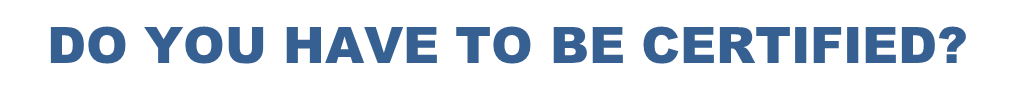 DO YOU HAVE TO BE CERTIFIED?